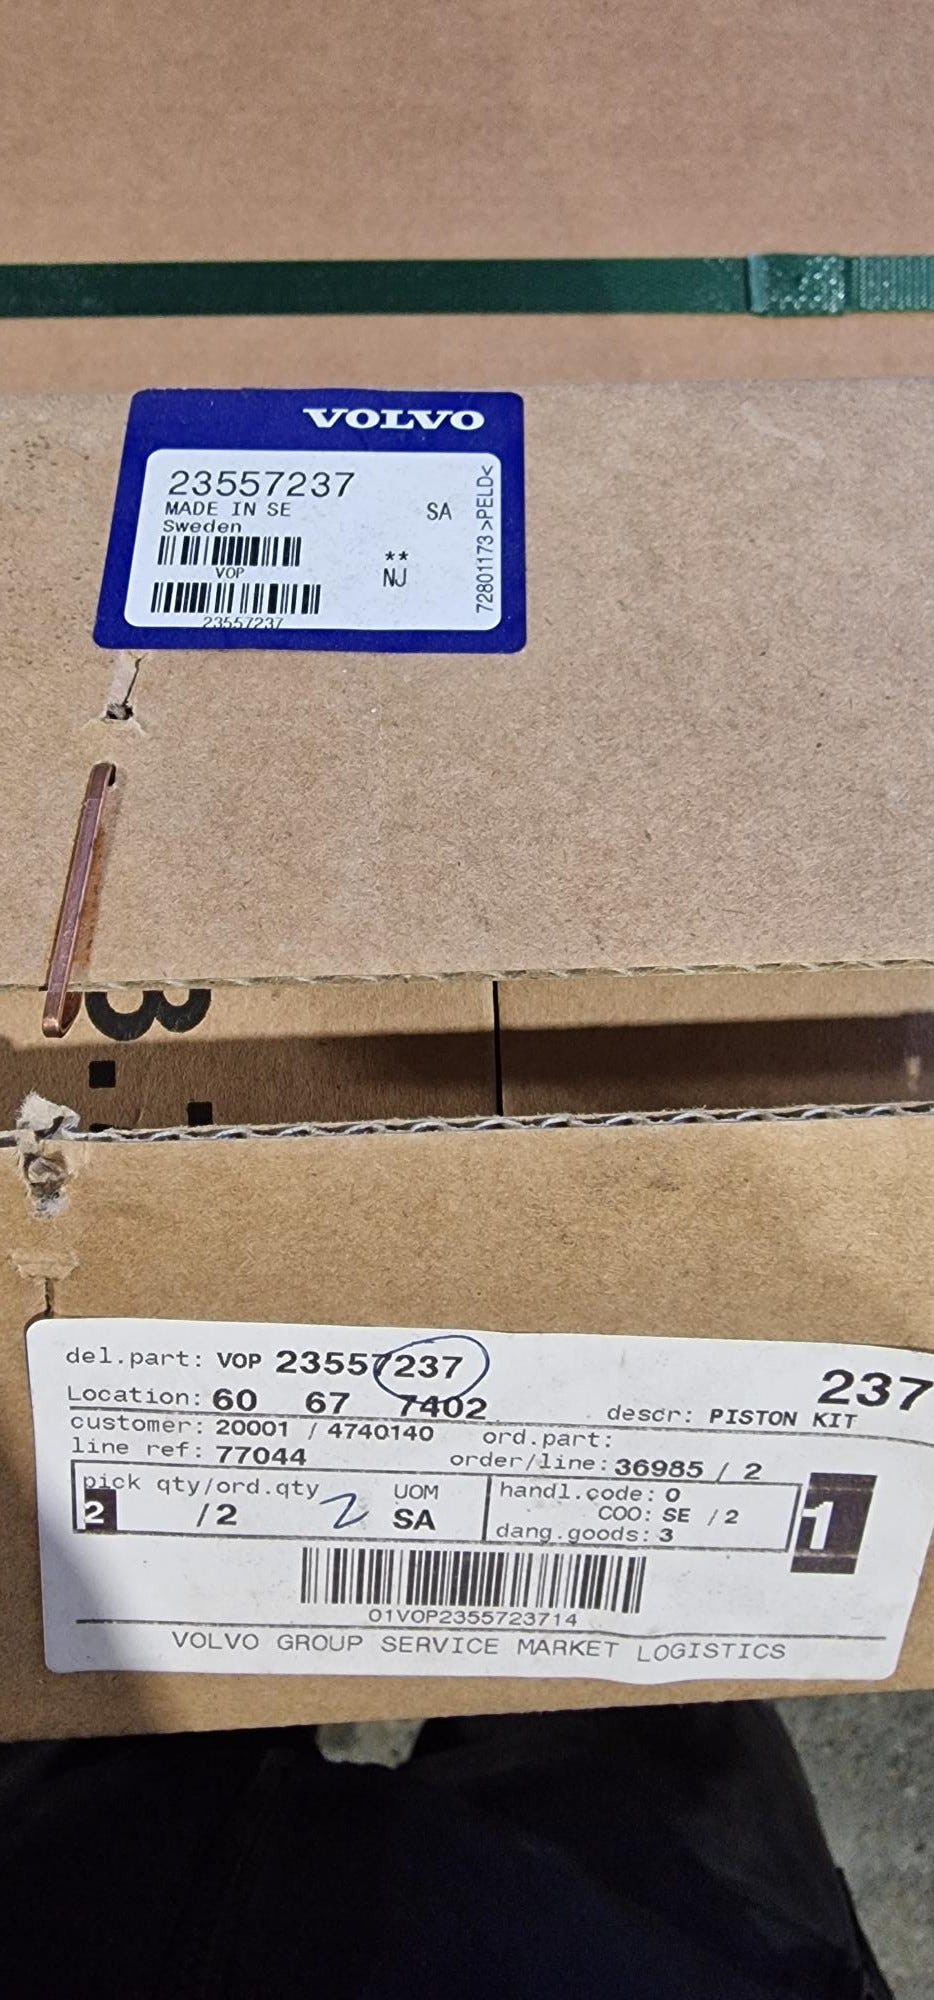 VOLVO
23557237
MADE IN SE SA
Sweden
**
VOP NJ
23557237
72801173 >PELD<
del.part: VOP 23557237 237
Location: 60 67 7402 descr: PISTON KIT
customer: 20001 / 4740140 ord.part:
line ref: 77044 order/line: 36985 / 2
pick qty/ord.qty UOM handl.code: 0
2 /2 2 SA COO: SE / 2
dang.goods: 3
1
01VOP2355723714
VOLVO GROUP SERVICE MARKET LOGISTICS